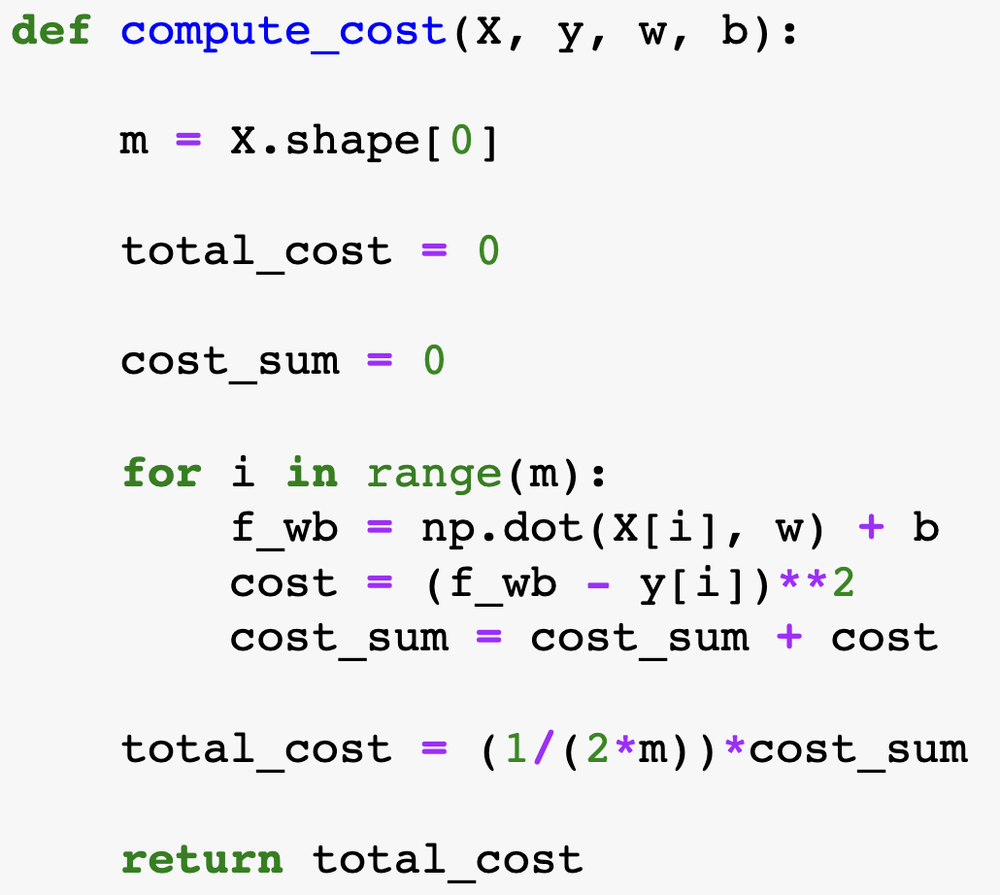 def compute_cost(X, y, w, b):
    m = X.shape[0]
    total_cost = 0
    cost_sum = 0
    for i in range(m):
        f_wb = np.dot(X[i], w) + b
        cost = (f_wb - y[i])**2
        cost_sum = cost_sum + cost
    total_cost = (1/(2*m))*cost_sum
    return total_cost